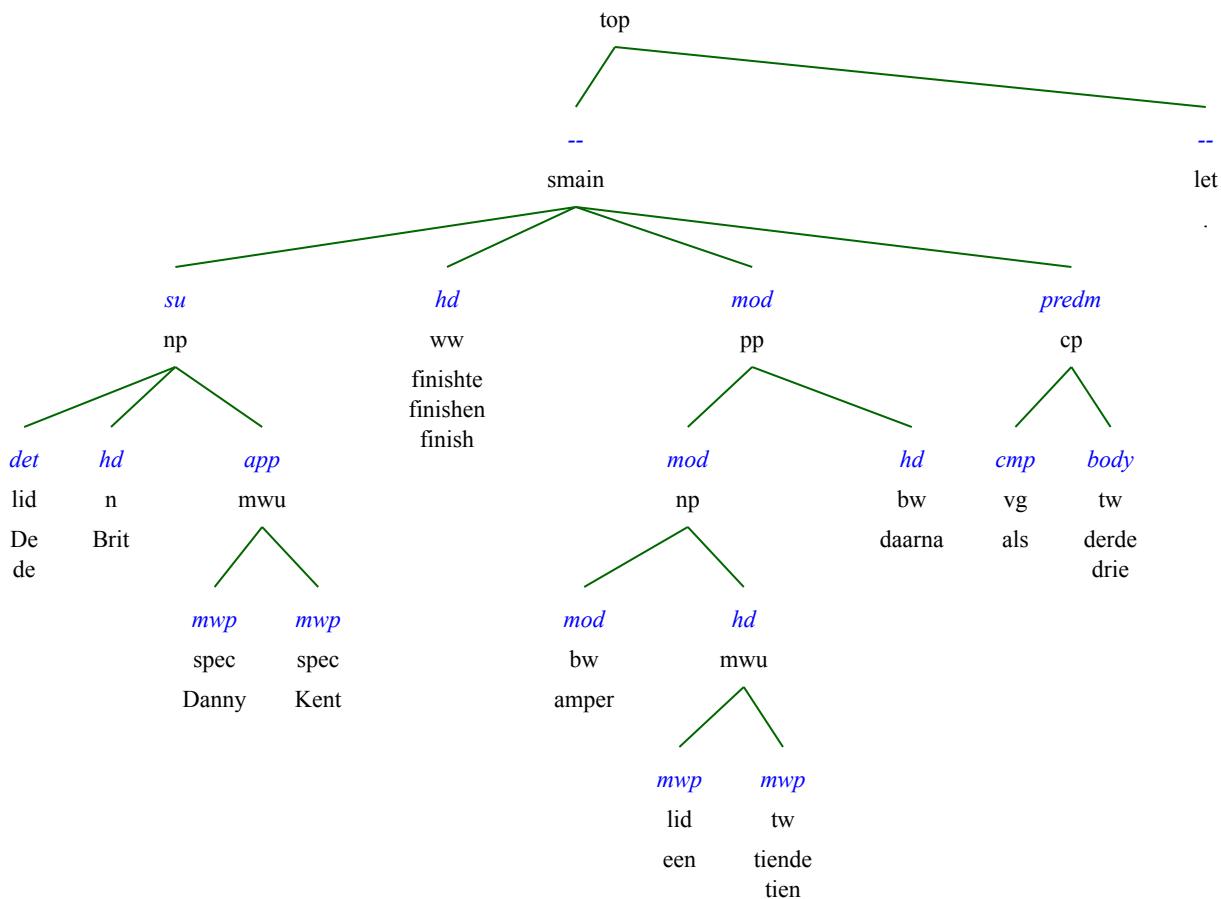 top
-- --
smain let
.
su hd mod predm
np ww pp cp
finishte
finishen
finish
det hd app mod hd cmp body
lid n mwu np bw vg tw
De Brit daarna als derde
de drie
mwp mwp mod hd
spec spec bw mwu
Danny Kent amper
mwp mwp
lid tw
een tiende
tien